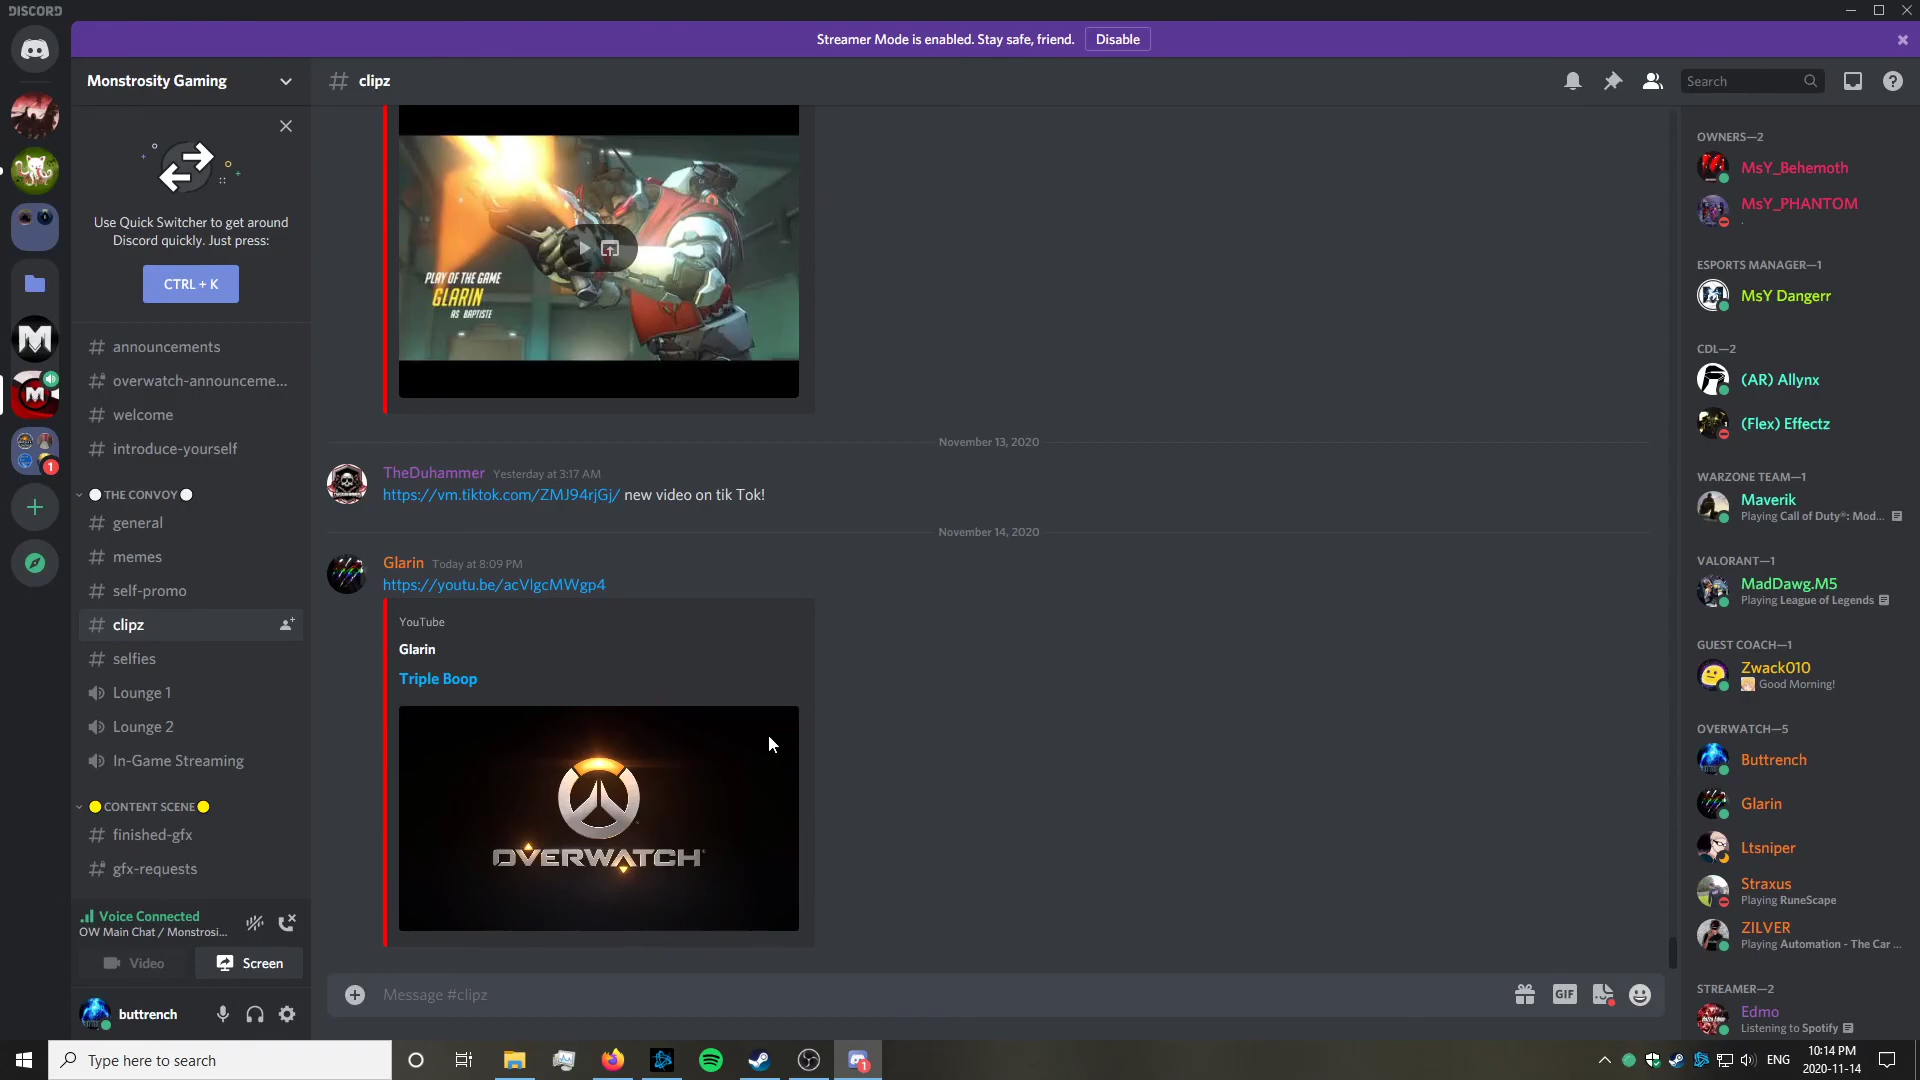 DISCORD
Streamer Mode is enabled. Stay safe, friend. Disable
Monstrosity Gaming
clipz
Search
Use Quick Switcher to get around
Discord quickly. Just press:
CTRL + K
announcements
overwatch-announceme...
welcome
introduce-yourself
THE CONVOY
general
memes
self-promo
clipz
selfies
Lounge 1
Lounge 2
In-Game Streaming
CONTENT SCENE
finished-gfx
gfx-requests
Voice Connected
OW Main Chat / Monstrosi...
Video
Screen
buttrench
1
PLAY OF THE GAME
GLARIN
AS BAPTISTE
November 13, 2020
TheDuhammer Yesterday at 3:17 AM
https://vm.tiktok.com/ZMJ94rjGj/ new video on tik Tok!
November 14, 2020
Glarin Today at 8:09 PM
https://youtu.be/acVlgcMWgp4
YouTube
Glarin
Triple Boop
OVERWATCH
Message #clipz
GIF
OWNERS—2
MsY_Behemoth
MsY_PHANTOM
.
ESPORTS MANAGER—1
MsY Dangerr
CDL—2
(AR) Allynx
(Flex) Effectz
WARZONE TEAM—1
Maverik
Playing Call of Duty®: Mod...
VALORANT—1
MadDawg.M5
Playing League of Legends
GUEST COACH—1
Zwack010
Good Morning!
OVERWATCH—5
Buttrench
Glarin
Ltsniper
Straxus
Playing RuneScape
ZILVER
Playing Automation - The Car ...
STREAMER—2
Edmo
Listening to Spotify
Type here to search
1
ENG
10:14 PM
2020-11-14